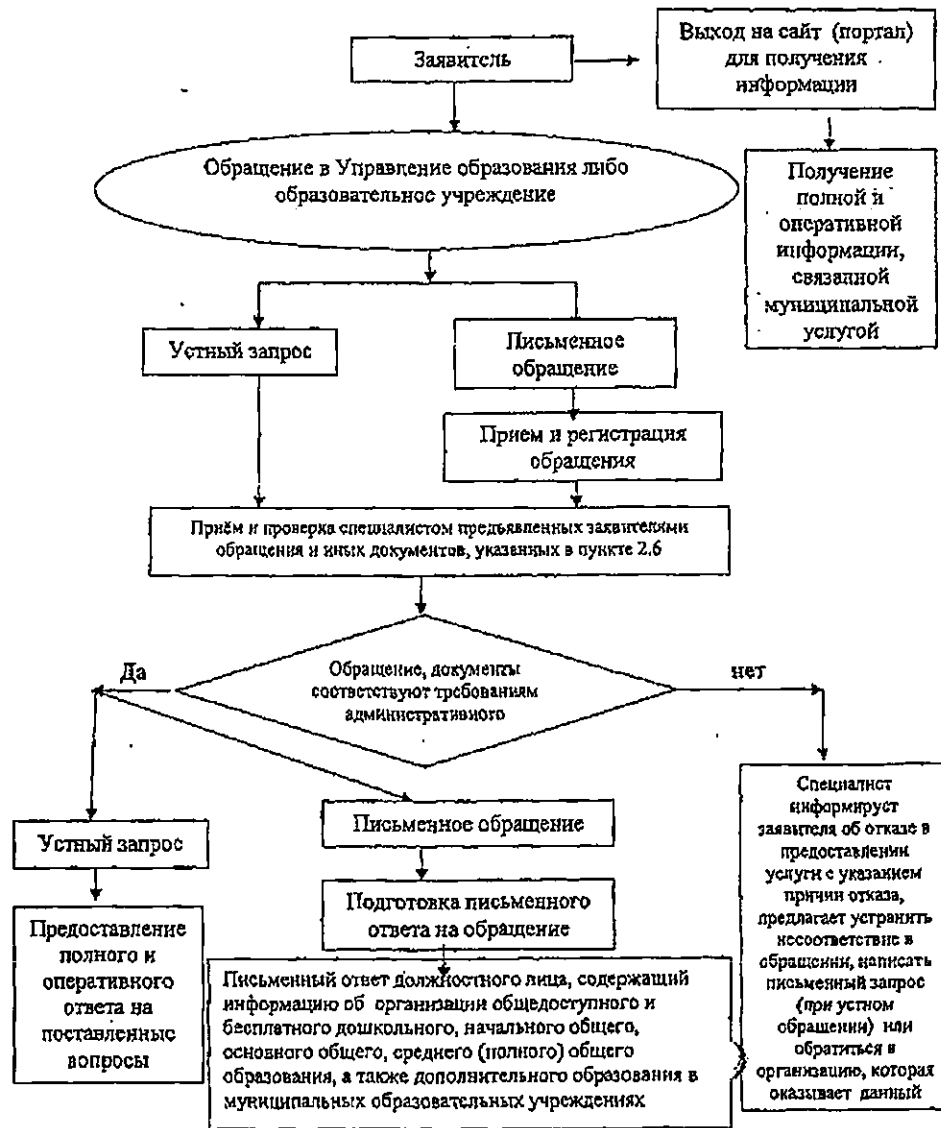 Заявитель
Выход на сайт (портал)
для получения
информации
Обращение в Управление образования либо
образовательное учреждение
Получение
полной и
оперативной
информации,
связанной
муниципальной
услугой
Устный запрос
Письменное
обращение
Прием и регистрация
обращения
Приём и проверка специалистом предъявленных заявителями
обращения и иных документов, указанных в пункте 2.6
Да
Обращение, документы
соответствуют требованиям
административного
нет
Устный запрос
Предоставление
полного и
оперативного
ответа на
поставленные
вопросы
Письменное обращение
Подготовка письменного
ответа на обращение
Письменный ответ должностного лица, содержащий
информацию об организации общедоступного и
бесплатного дошкольного, начального общего,
основного общего, среднего (полного) общего
образования, а также дополнительного образования в
муниципальных образовательных учреждениях
Специалист
информирует
заявителя об отказе в
предоставлении
услуги с указанием
причин отказа,
предлагает устранить
несоответствие в
обращении, написать
письменный запрос
(при устном
обращении) или
обратиться в
организацию, которая
оказывает данный